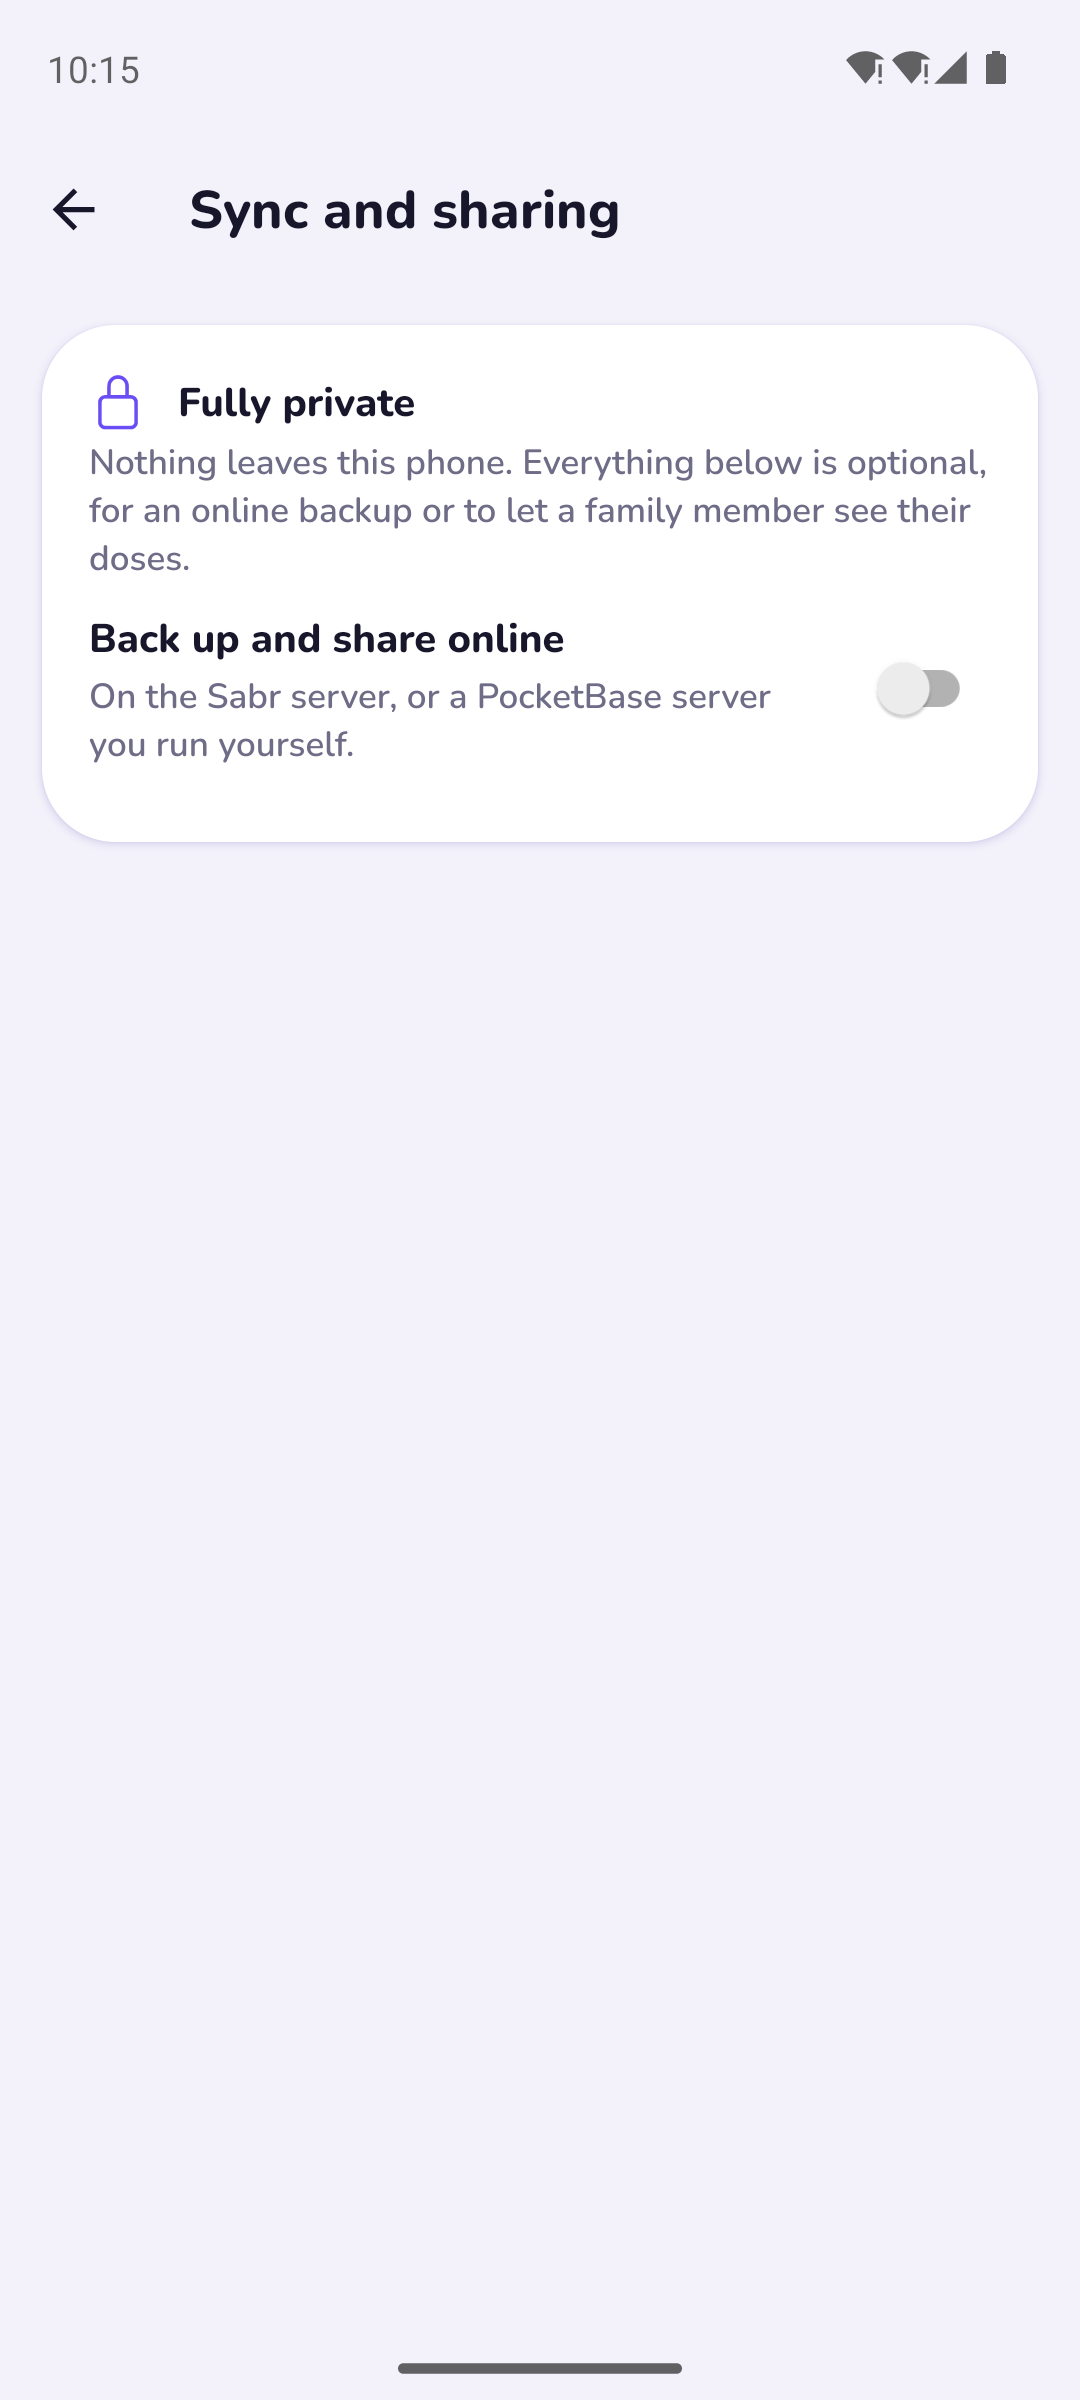 10:15
Sync and sharing
Fully private
Nothing leaves this phone. Everything below is optional,
for an online backup or to let a family member see their
doses.
Back up and share online
On the Sabr server, or a PocketBase server
you run yourself.